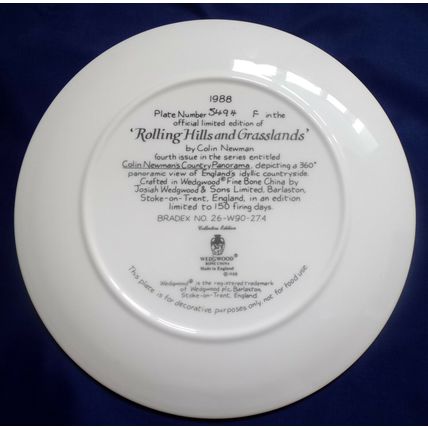 1988
Plate Number 5494 F in the
official limited edition of
'Rolling Hills and Grasslands'
by Colin Newman
fourth issue in the series entitled
Colin Newman's Country Panorama, depicting a 360°
panoramic view of England's idyllic countryside.
Crafted in Wedgwood® Fine Bone China by
Josiah Wedgwood & Sons Limited, Barlaston,
Stoke-on-Trent, England, in an edition
limited to 150 firing days.
BRADEX NO. 26-W90-27.4
Collectors Edition
WEDGWOOD
BONE CHINA
Made in England
© 1988
Wedgwood® is the registered trademark
of Wedgwood plc, Barlaston,
Stoke-on-Trent, England.
This plate is for decorative purposes only, not for food use.